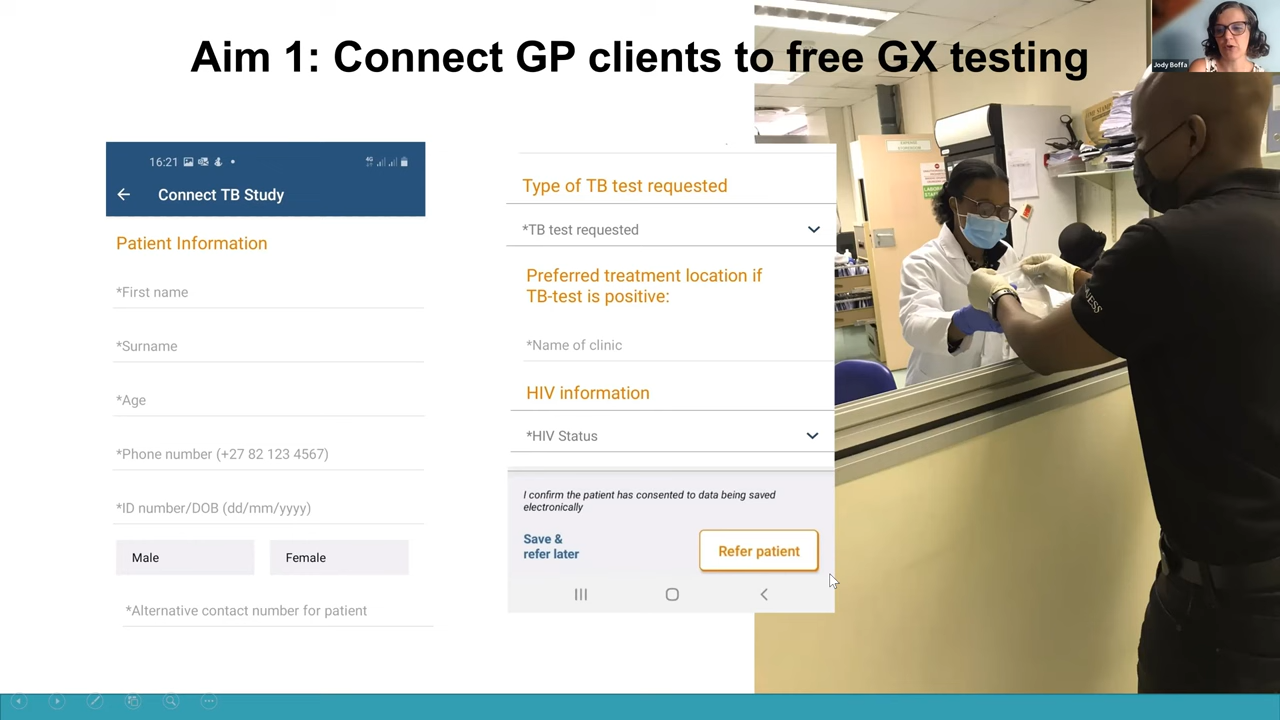 Aim 1: Connect GP clients to free GX testing
Jody Boffa
16:21
Connect TB Study
Patient Information
*First name
*Surname
*Age
*Phone number (+27 82 123 4567)
*ID number/DOB (dd/mm/yyyy)
Male
Female
*Alternative contact number for patient
Type of TB test requested
*TB test requested
Preferred treatment location if
TB-test is positive:
*Name of clinic
HIV information
*HIV Status
I confirm the patient has consented to data being saved
electronically
Save &
refer later
Refer patient